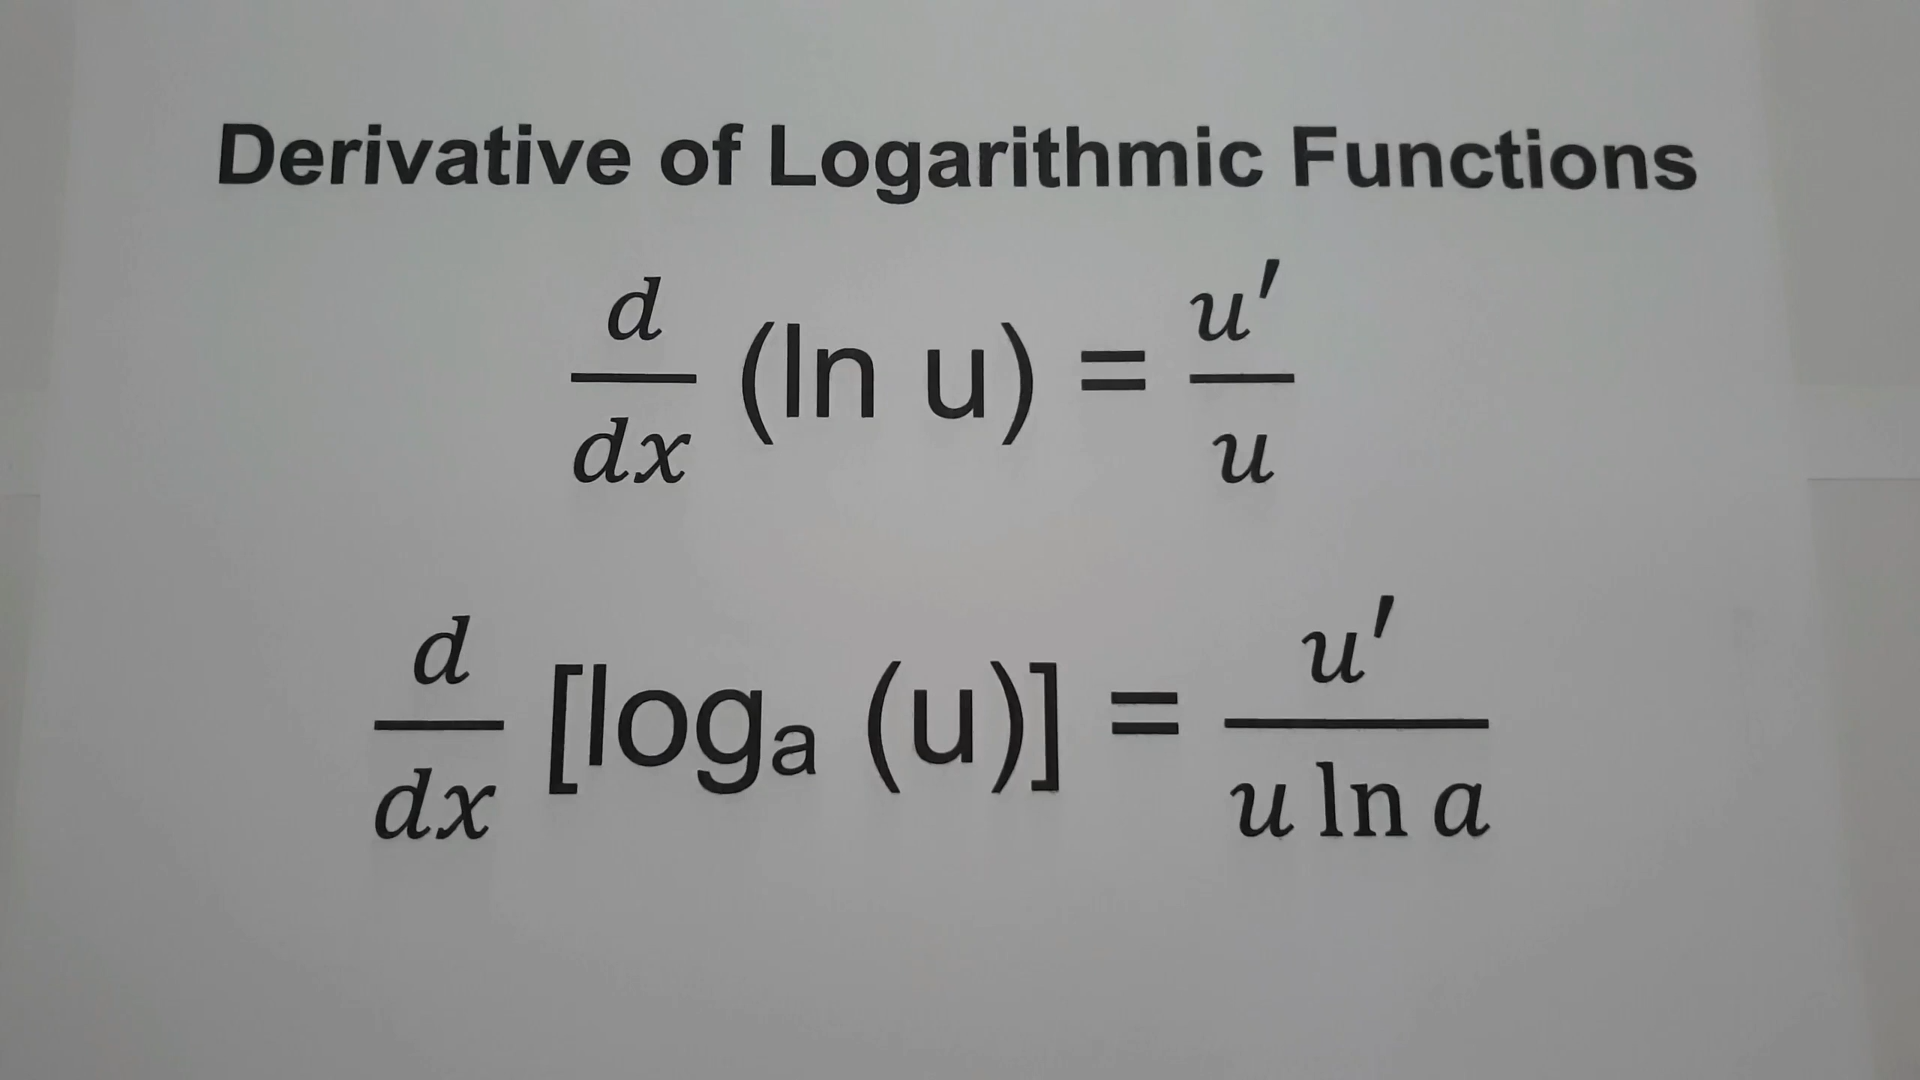 Derivative of Logarithmic Functions
d/dx (ln u) = u′/u
d/dx [logₐ (u)] = u′/(u ln a)